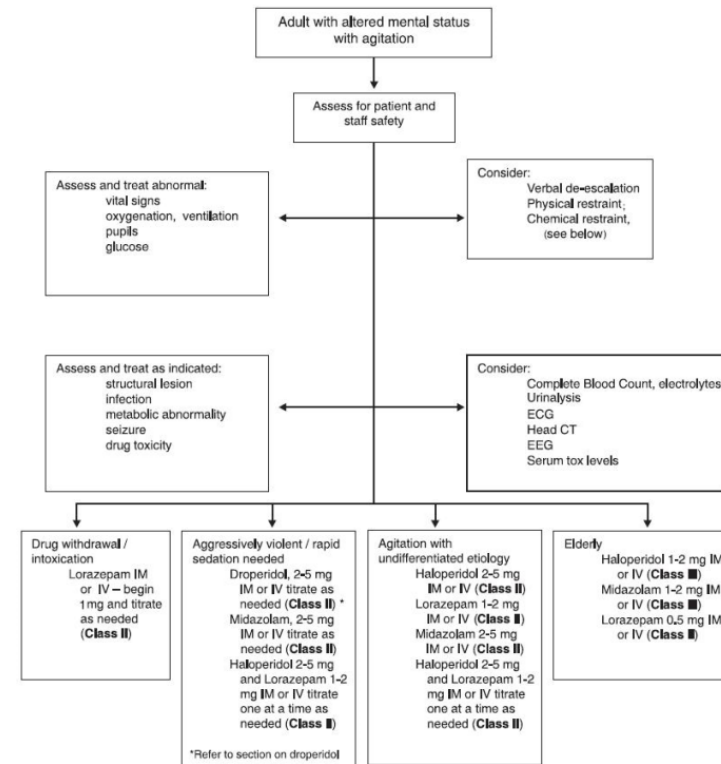 Adult with altered mental status
with agitation
Assess for patient and
staff safety
Assess and treat abnormal:
vital signs
oxygenation, ventilation
pupils
glucose
Consider:
Verbal de-escalation
Physical restraint;
Chemical restraint,
(see below)
Assess and treat as indicated:
structural lesion
infection
metabolic abnormality
seizure
drug toxicity
Consider:
Complete Blood Count, electrolytes
Urinalysis
ECG
Head CT
EEG
Serum tox levels
Drug withdrawal /
intoxication
Lorazepam IM
or IV – begin
1mg and titrate
as needed
(Class II)
Aggressively violent / rapid
sedation needed
Droperidol, 2-5 mg
IM or IV titrate as
needed (Class II) *
Midazolam, 2-5 mg
IM or IV titrate as
needed (Class II)
Haloperidol 2-5 mg
and Lorazepam 1-2
mg IM or IV titrate
one at a time as
needed (Class II)
*Refer to section on droperidol
Agitation with
undifferentiated etiology
Haloperidol 2-5 mg
IM or IV (Class II)
Lorazepam 1-2 mg
IM or IV (Class II)
Midazolam 2-5 mg
IM or IV (Class II)
Haloperidol 2-5 mg
and Lorazepam 1-2
mg IM or IV titrate
one at a time as
needed (Class II)
Elderly
Haloperidol 1-2 mg IM
or IV (Class
Midazolam 1-2 mg IM
or IV (Class
Lorazepam 0.5 mg IM
or IV (Class